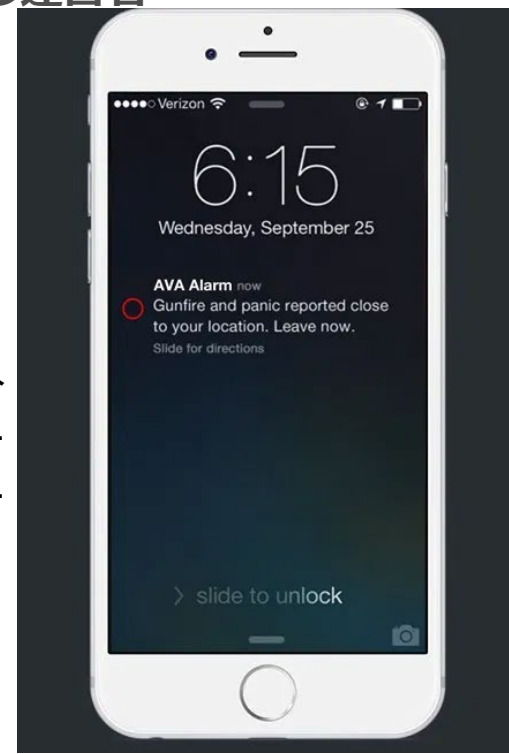 Verizon
6:15
Wednesday, September 25
AVA Alarm now
Gunfire and panic reported close
to your location. Leave now.
Slide for directions
> slide to unlock